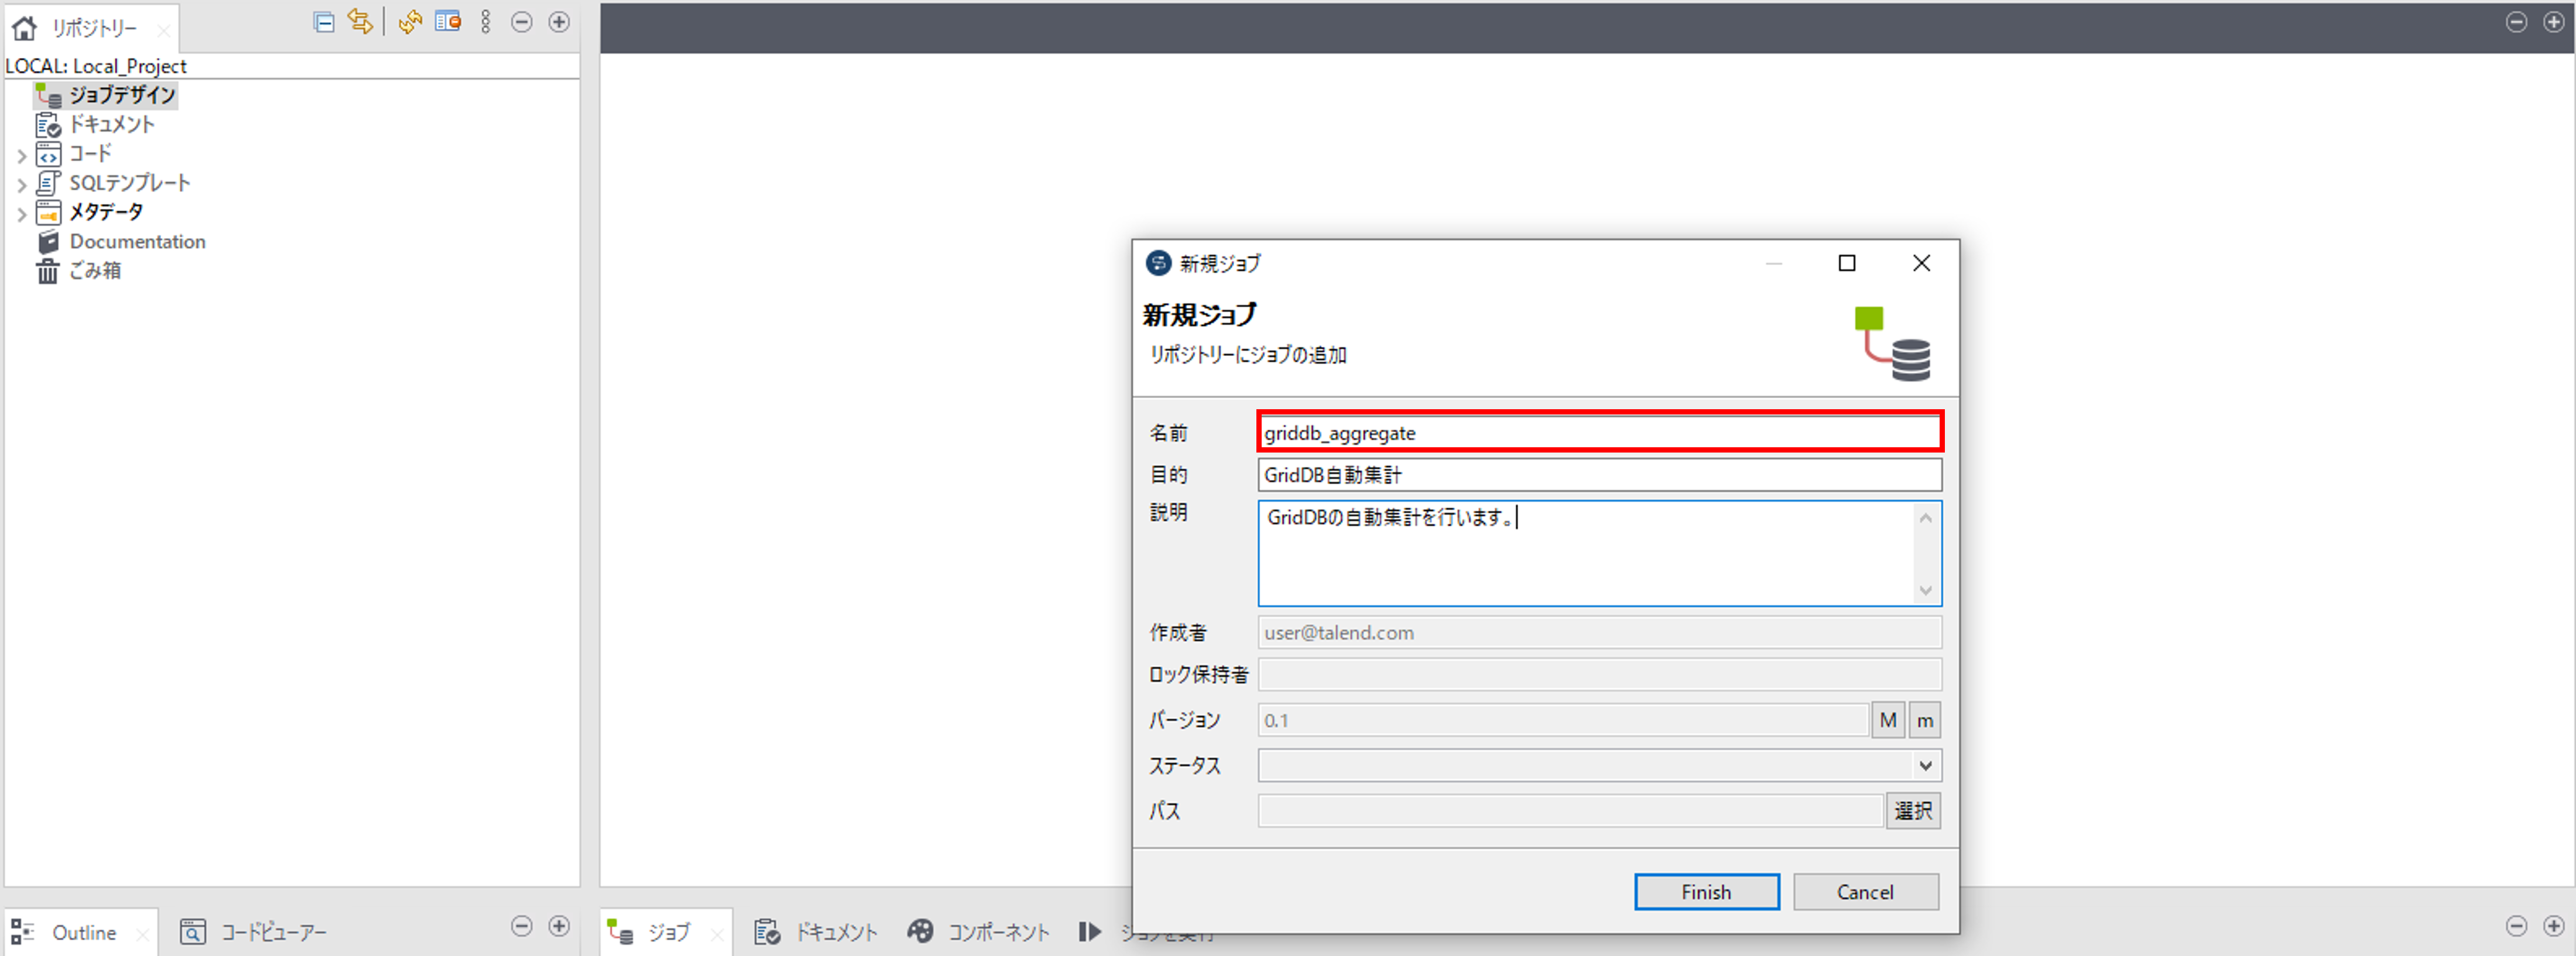 リポジトリー
LOCAL: Local_Project
ジョブデザイン
ドキュメント
コード
SQLテンプレート
メタデータ
Documentation
ごみ箱
新規ジョブ
新規ジョブ
リポジトリーにジョブの追加
名前 griddb_aggregate
目的 GridDB自動集計
説明 GridDBの自動集計を行います。
作成者 user@talend.com
ロック保持者
バージョン 0.1 M m
ステータス
パス 選択
Finish Cancel
Outline コードビューアー
ジョブ ドキュメント コンポーネント ジョブを実行